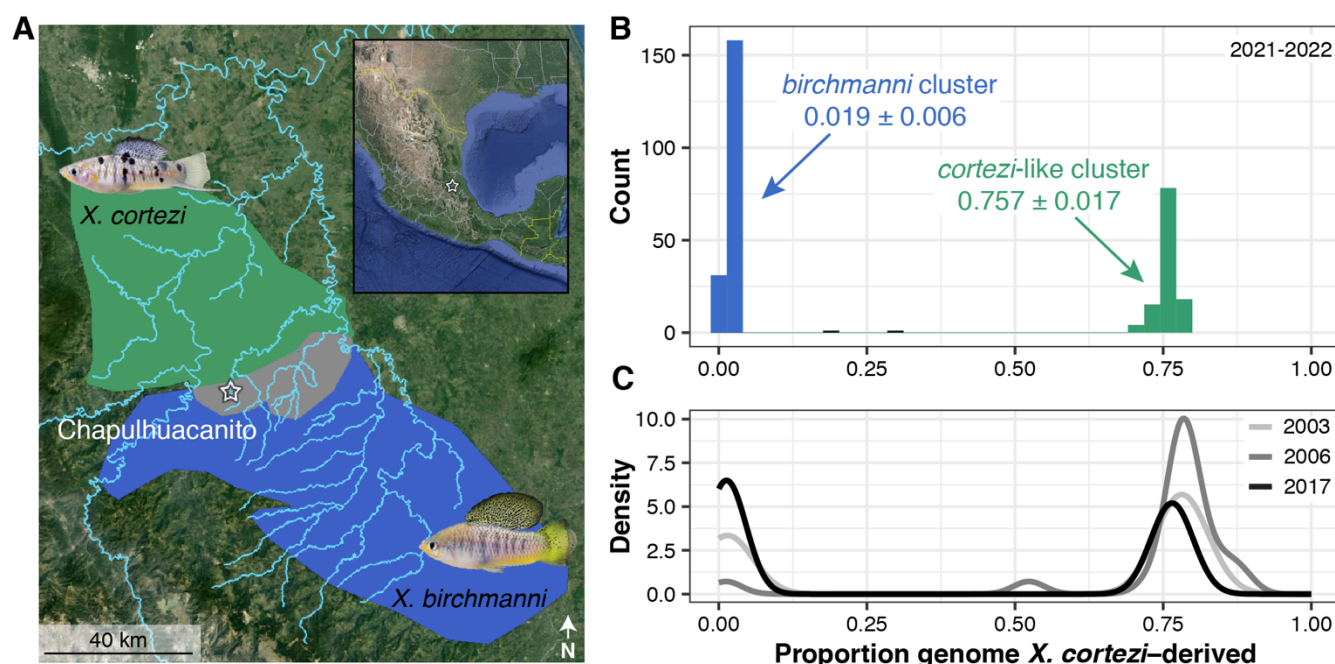 A
X. cortezi
Chapulhuacanito
X. birchmanni
40 km
N
B
2021-2022
birchmanni cluster
0.019 ± 0.006
cortezi-like cluster
0.757 ± 0.017
Count
150
100
50
0
0.00 0.25 0.50 0.75 1.00
C
2003
2006
2017
Density
10.0
7.5
5.0
2.5
0.0
0.00 0.25 0.50 0.75 1.00
Proportion genome X. cortezi–derived